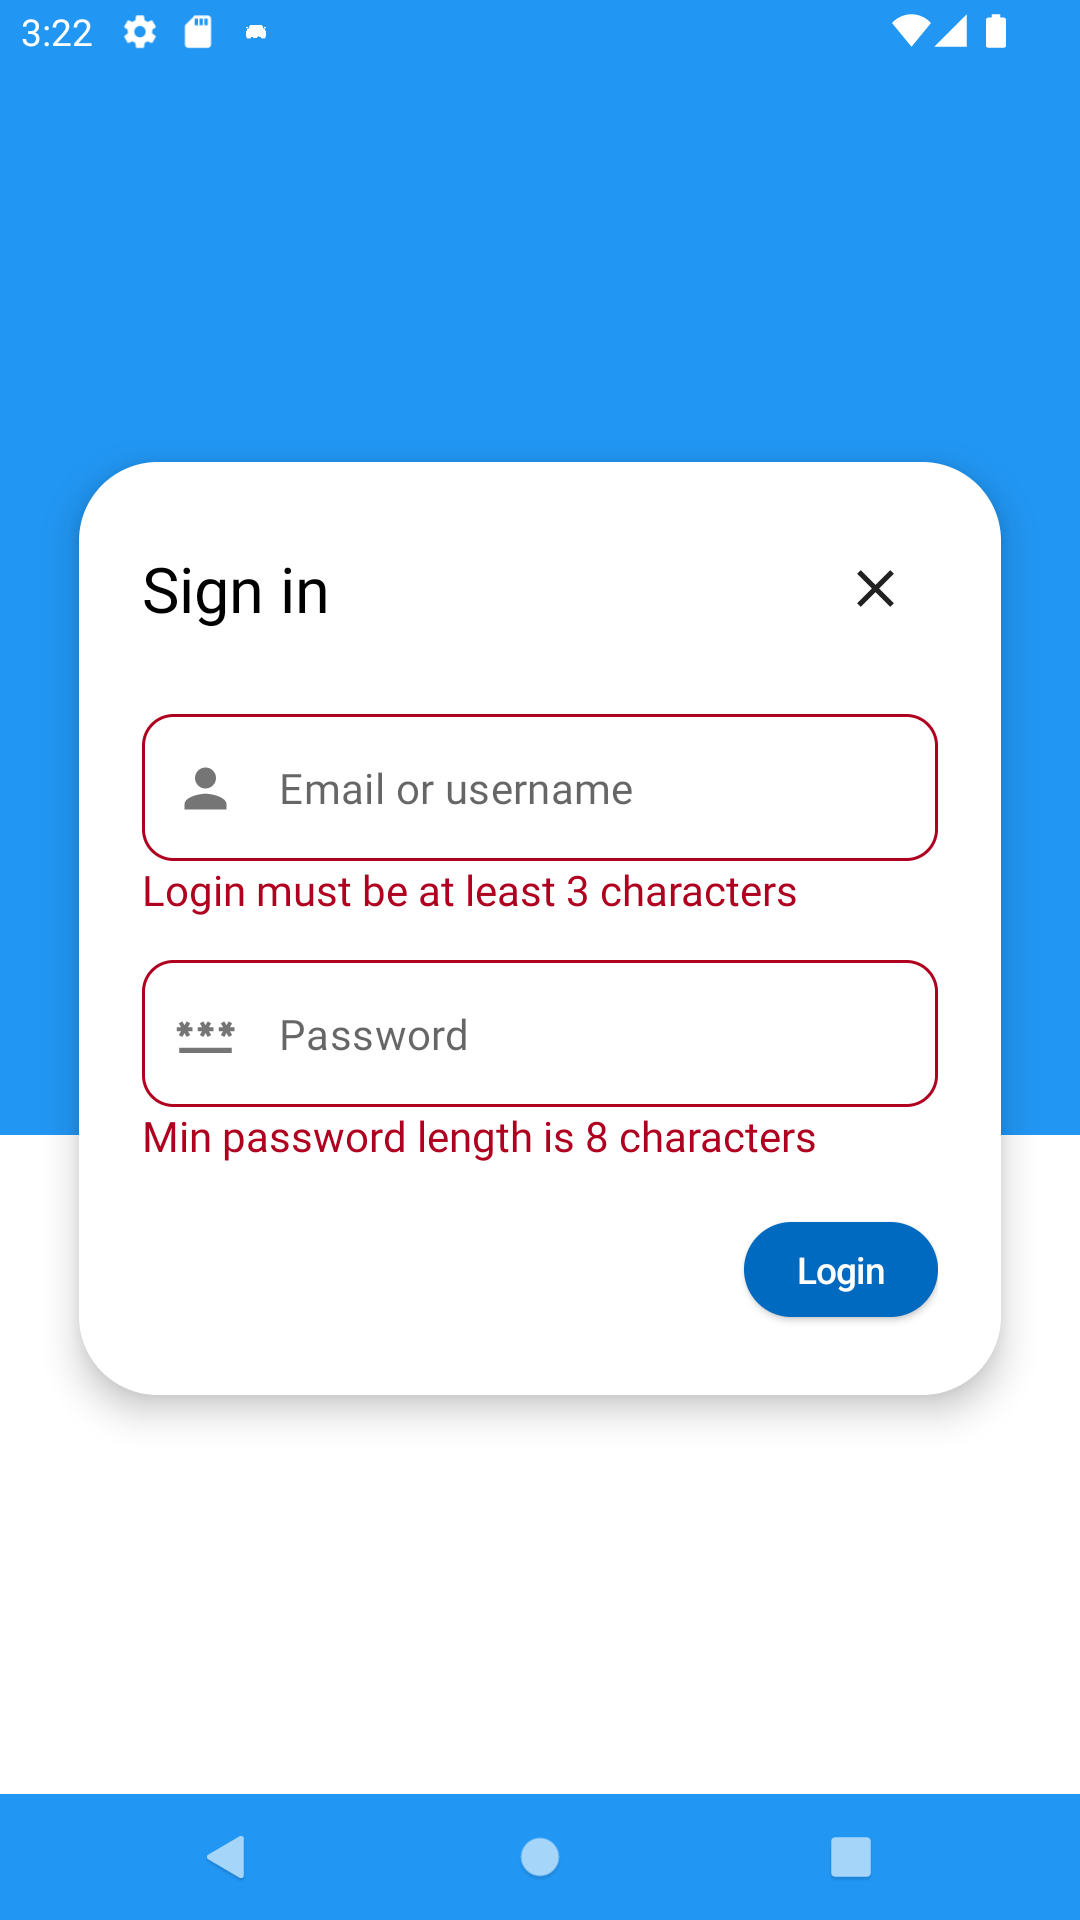 3:22
Sign in
Email or username
Login must be at least 3 characters
Password
Min password length is 8 characters
Login